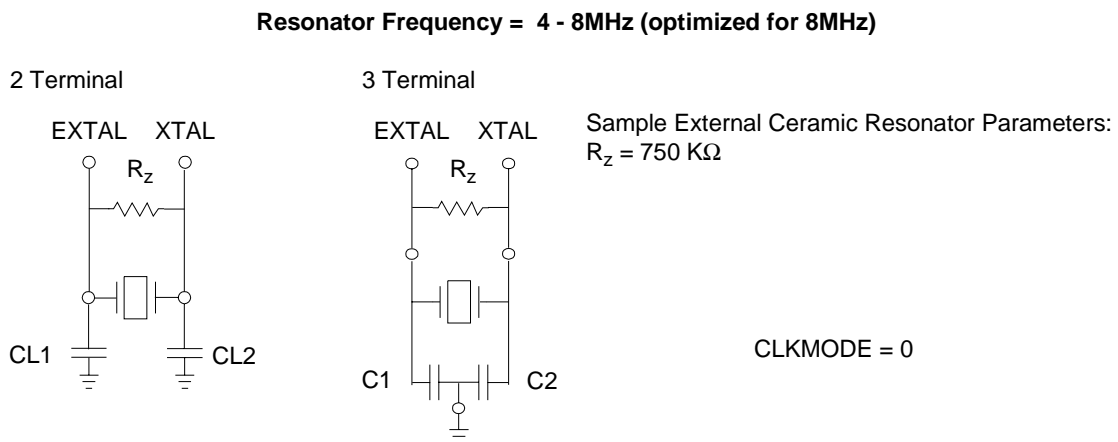 Resonator Frequency = 4 - 8MHz (optimized for 8MHz)
2 Terminal
EXTAL XTAL
Rz
CL1
CL2
3 Terminal
EXTAL XTAL
Rz
C1
C2
Sample External Ceramic Resonator Parameters:
Rz = 750 KΩ
CLKMODE = 0